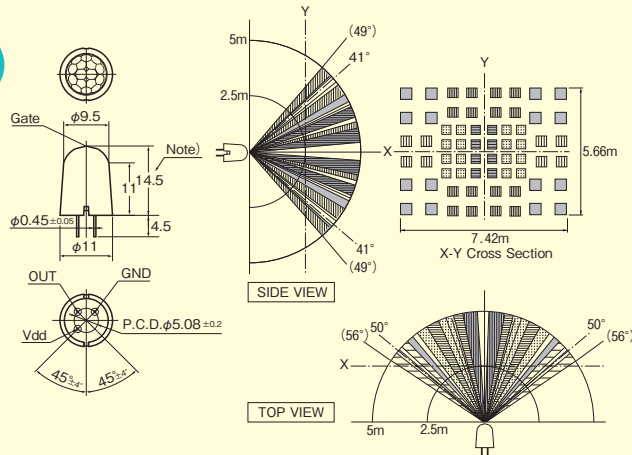 φ9.5
Gate
Note)
11
14.5
4.5
φ0.45±0.05
φ11
OUT
GND
Vdd
P.C.D.φ5.08±0.2
45°±4°
45°±4°
Y
5m
2.5m
(49°)
41°
41°
(49°)
SIDE VIEW
Y
X
5.66m
7.42m
X-Y Cross Section
50°
(56°)
50°
(56°)
X
TOP VIEW
5m
2.5m